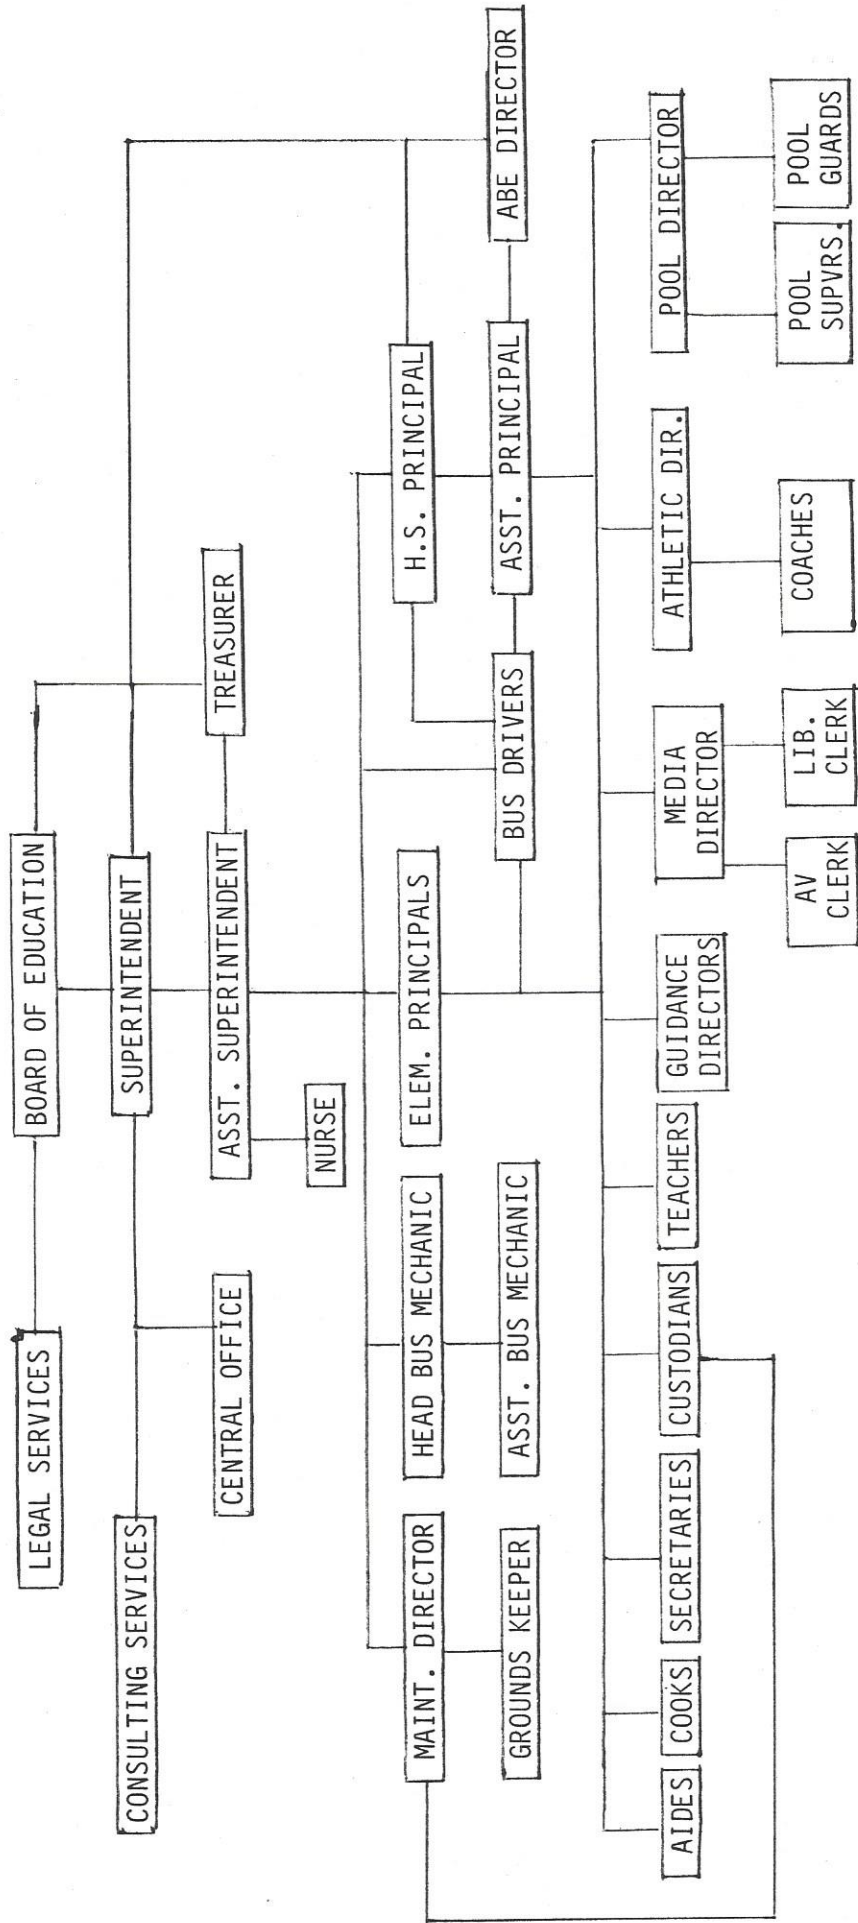 LEGAL SERVICES
BOARD OF EDUCATION
CONSULTING SERVICES
SUPERINTENDENT
CENTRAL OFFICE
ASST. SUPERINTENDENT
TREASURER
NURSE
MAINT. DIRECTOR
HEAD BUS MECHANIC
ELEM. PRINCIPALS
H.S. PRINCIPAL
GROUNDS KEEPER
ASST. BUS MECHANIC
BUS DRIVERS
ASST. PRINCIPAL
ABE DIRECTOR
AIDES
COOKS
SECRETARIES
CUSTODIANS
TEACHERS
GUIDANCE
DIRECTORS
MEDIA
DIRECTOR
ATHLETIC DIR.
POOL DIRECTOR
AV
CLERK
LIB.
CLERK
COACHES
POOL
SUPVRS.
POOL
GUARDS